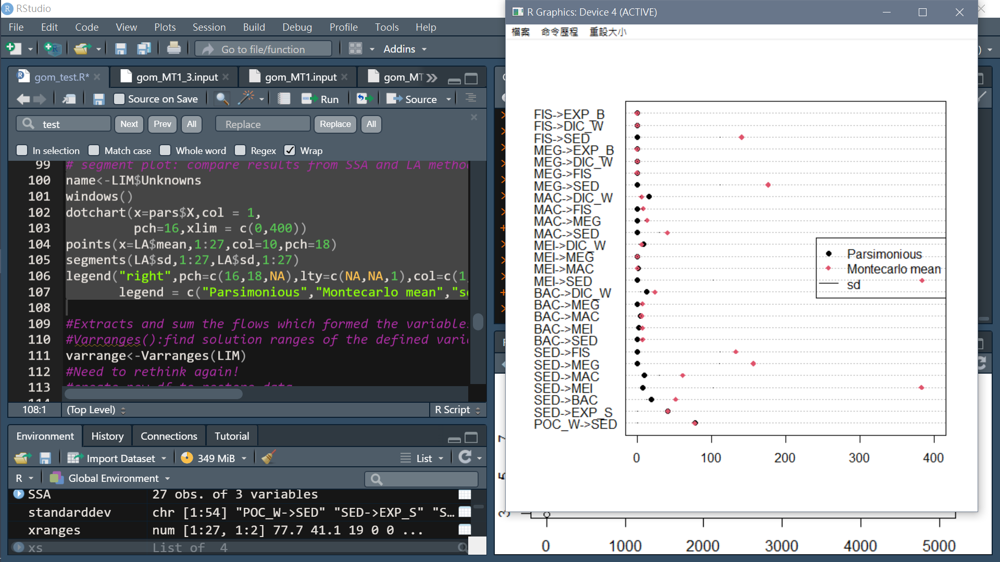 RStudio
File Edit Code View Plots Session Build Debug Profile Tools Help
Go to file/function Addins
gom_test.R* gom_MT1_3.input gom_MT1.input gom_MT
Source on Save Run Source
test Next Prev All Replace Replace All
In selection Match case Whole word Regex Wrap
99 # segment plot: compare results from SSA and LA metho
100 name<-LIM$Unknowns
101 windows()
102 dotchart(x=pars$X,col = 1,
103 pch=16,xlim = c(0,400))
104 points(x=LA$mean,1:27,col=10,pch=18)
105 segments(LA$sd,1:27,LA$sd,1:27)
106 legend("right",pch=c(16,18,NA),lty=c(NA,NA,1),col=c(1,
107 legend = c("Parsimonious","Montecarlo mean","s
108
109 #Extracts and sum the flows which formed the variable
110 #Varranges():find solution ranges of the defined vari
111 varrange<-Varranges(LIM)
112 #Need to rethink again!
113 #create new df to restore data
108:1 (Top Level) R Script
Environment History Connections Tutorial
Import Dataset 349 MiB List
R Global Environment
SSA 27 obs. of 3 variables
standarddev chr [1:54] "POC_W->SED" "SED->EXP_S" "S…
xranges num [1:27, 1:2] 77.7 41.1 19 0 0 ...
xs List of 4
R Graphics: Device 4 (ACTIVE)
檔案 命令歷程 重設大小
FIS->EXP_B
FIS->DIC_W
FIS->SED
MEG->EXP_B
MEG->DIC_W
MEG->FIS
MEG->SED
MAC->DIC_W
MAC->FIS
MAC->MEG
MAC->SED
MEI->DIC_W
MEI->MEG
MEI->MAC
MEI->SED
BAC->DIC_W
BAC->MEG
BAC->MAC
BAC->MEI
BAC->SED
SED->FIS
SED->MEG
SED->MAC
SED->MEI
SED->BAC
SED->EXP_S
POC_W->SED
Parsimonious
Montecarlo mean
sd
0 100 200 300 400
7
5
3
0 1000 2000 3000 4000 5000